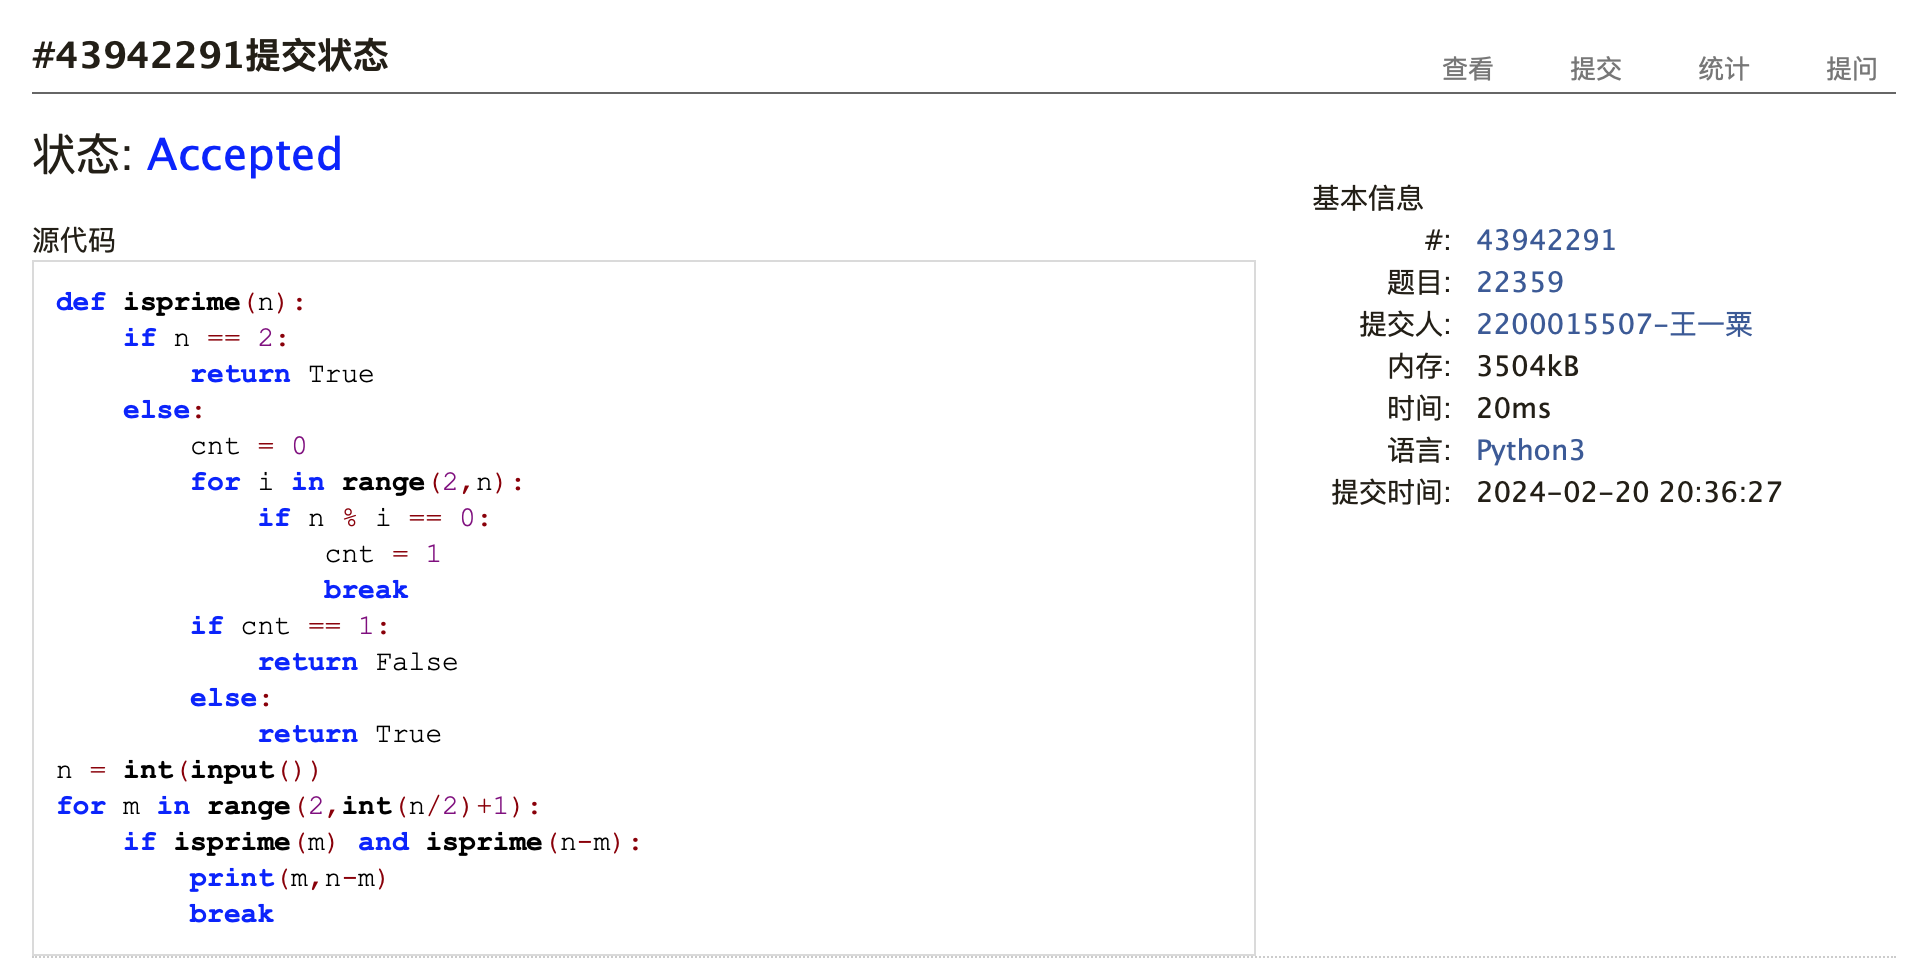 #43942291提交状态
查看 提交 统计 提问
状态: Accepted
源代码
def isprime(n):
    if n == 2:
        return True
    else:
        cnt = 0
        for i in range(2,n):
            if n % i == 0:
                cnt = 1
                break
        if cnt == 1:
            return False
        else:
            return True
n = int(input())
for m in range(2,int(n/2)+1):
    if isprime(m) and isprime(n-m):
        print(m,n-m)
        break
基本信息
#: 43942291
题目: 22359
提交人: 2200015507-王一粟
内存: 3504kB
时间: 20ms
语言: Python3
提交时间: 2024-02-20 20:36:27